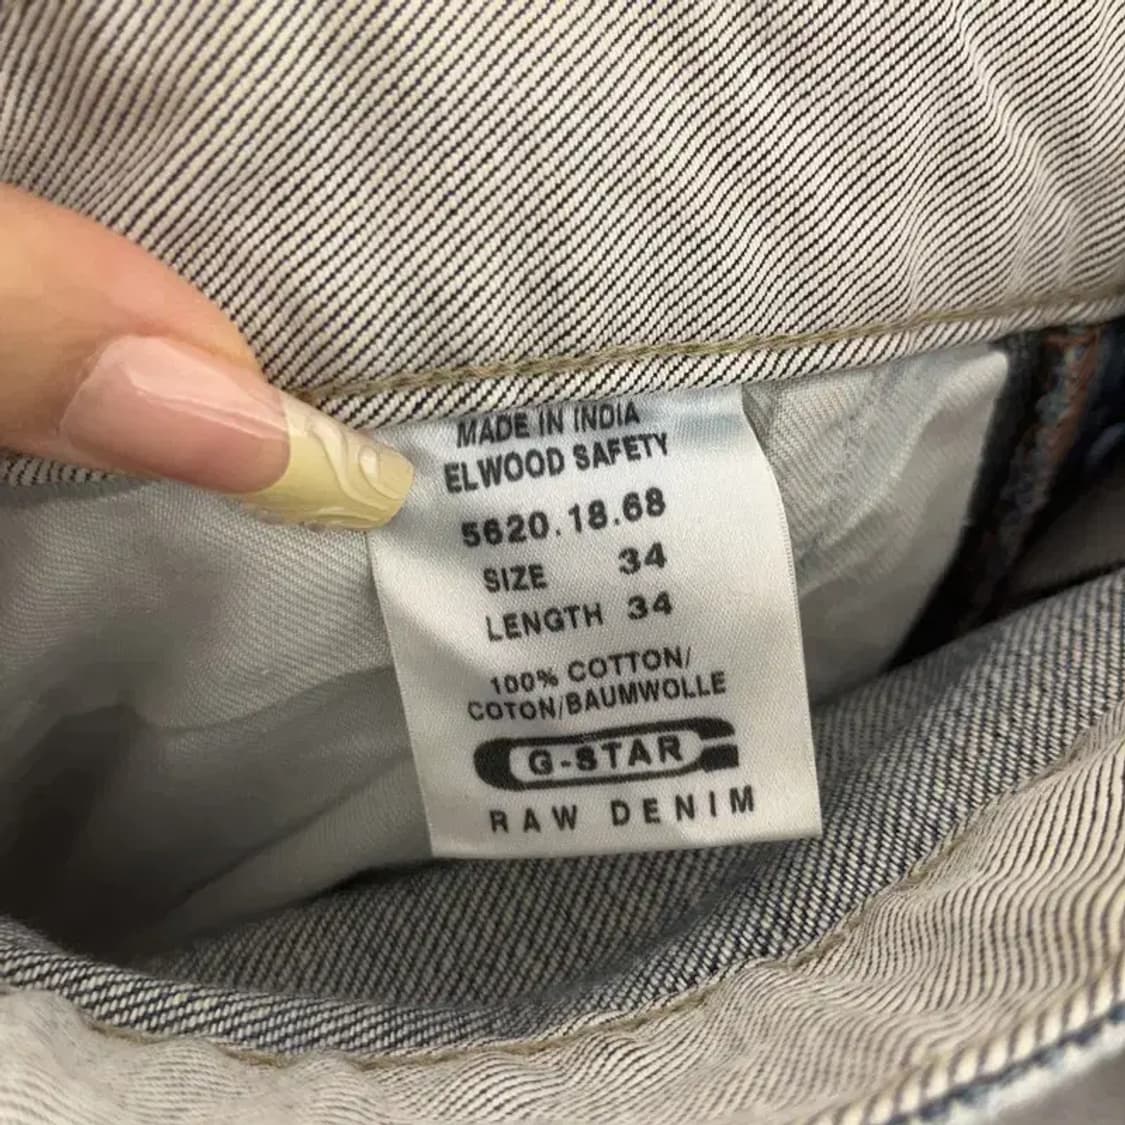 MADE IN INDIA
ELWOOD SAFETY
5620.18.68
SIZE 34
LENGTH 34
100% COTTON/
COTON/BAUMWOLLE
G-STAR
RAW DENIM